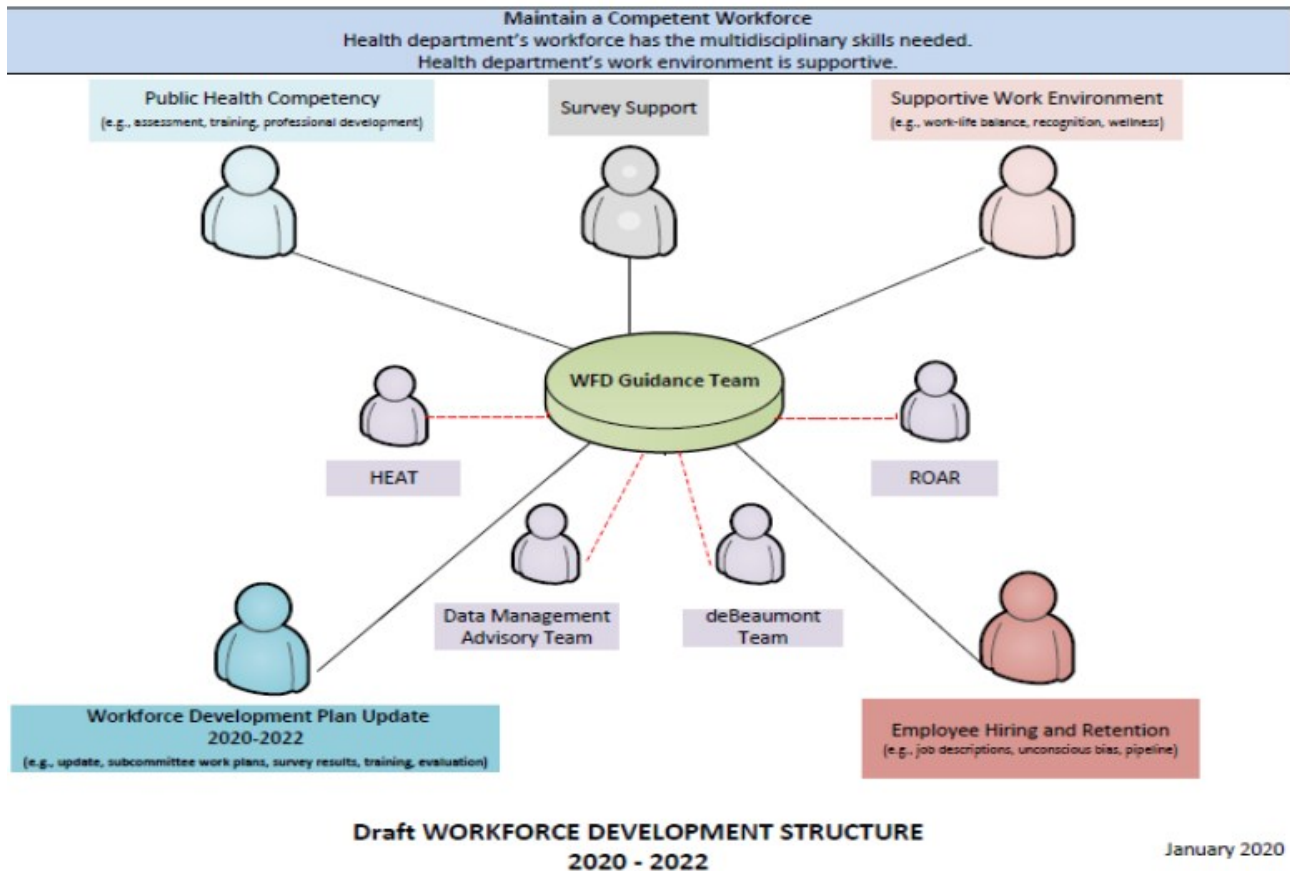 Maintain a Competent Workforce
Health department's workforce has the multidisciplinary skills needed.
Health department's work environment is supportive.
Public Health Competency
(e.g., assessment, training, professional development)
Survey Support
Supportive Work Environment
(e.g., work-life balance, recognition, wellness)
WFD Guidance Team
HEAT
ROAR
Data Management
Advisory Team
deBeaumont
Team
Workforce Development Plan Update
2020-2022
(e.g., update, subcommittee work plans, survey results, training, evaluation)
Employee Hiring and Retention
(e.g., job descriptions, unconscious bias, pipeline)
Draft WORKFORCE DEVELOPMENT STRUCTURE
2020 - 2022
January 2020